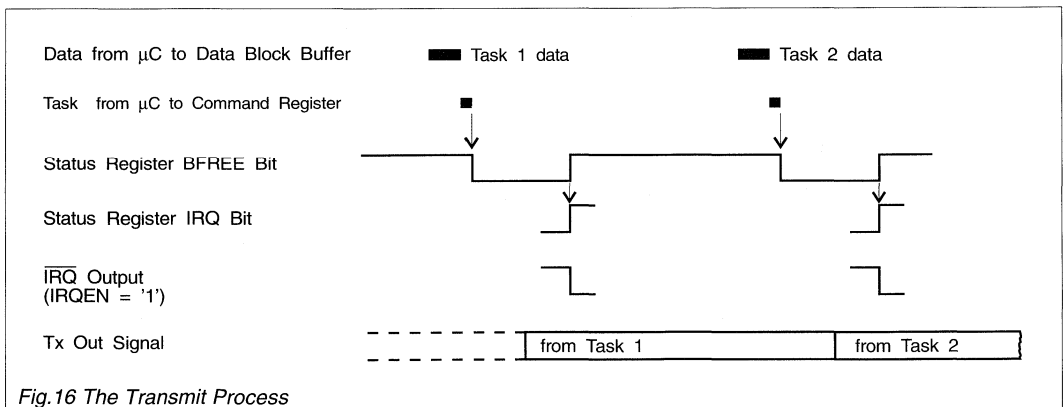 Data from μC to Data Block Buffer
Task 1 data
Task 2 data
Task from μC to Command Register
Status Register BFREE Bit
Status Register IRQ Bit
IRQ Output
(IRQEN = '1')
Tx Out Signal
from Task 1
from Task 2
Fig.16 The Transmit Process